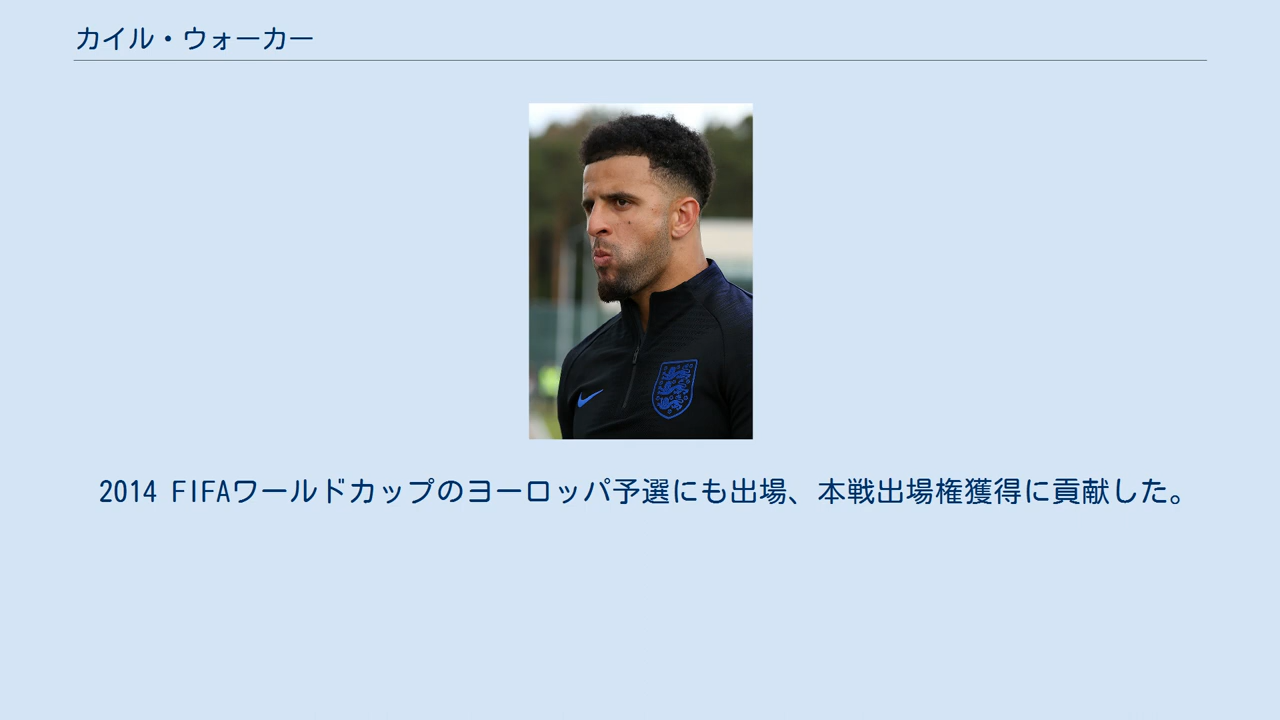 カイル・ウォーカー
2014 FIFAワールドカップのヨーロッパ予選にも出場、本戦出場権獲得に貢献した。